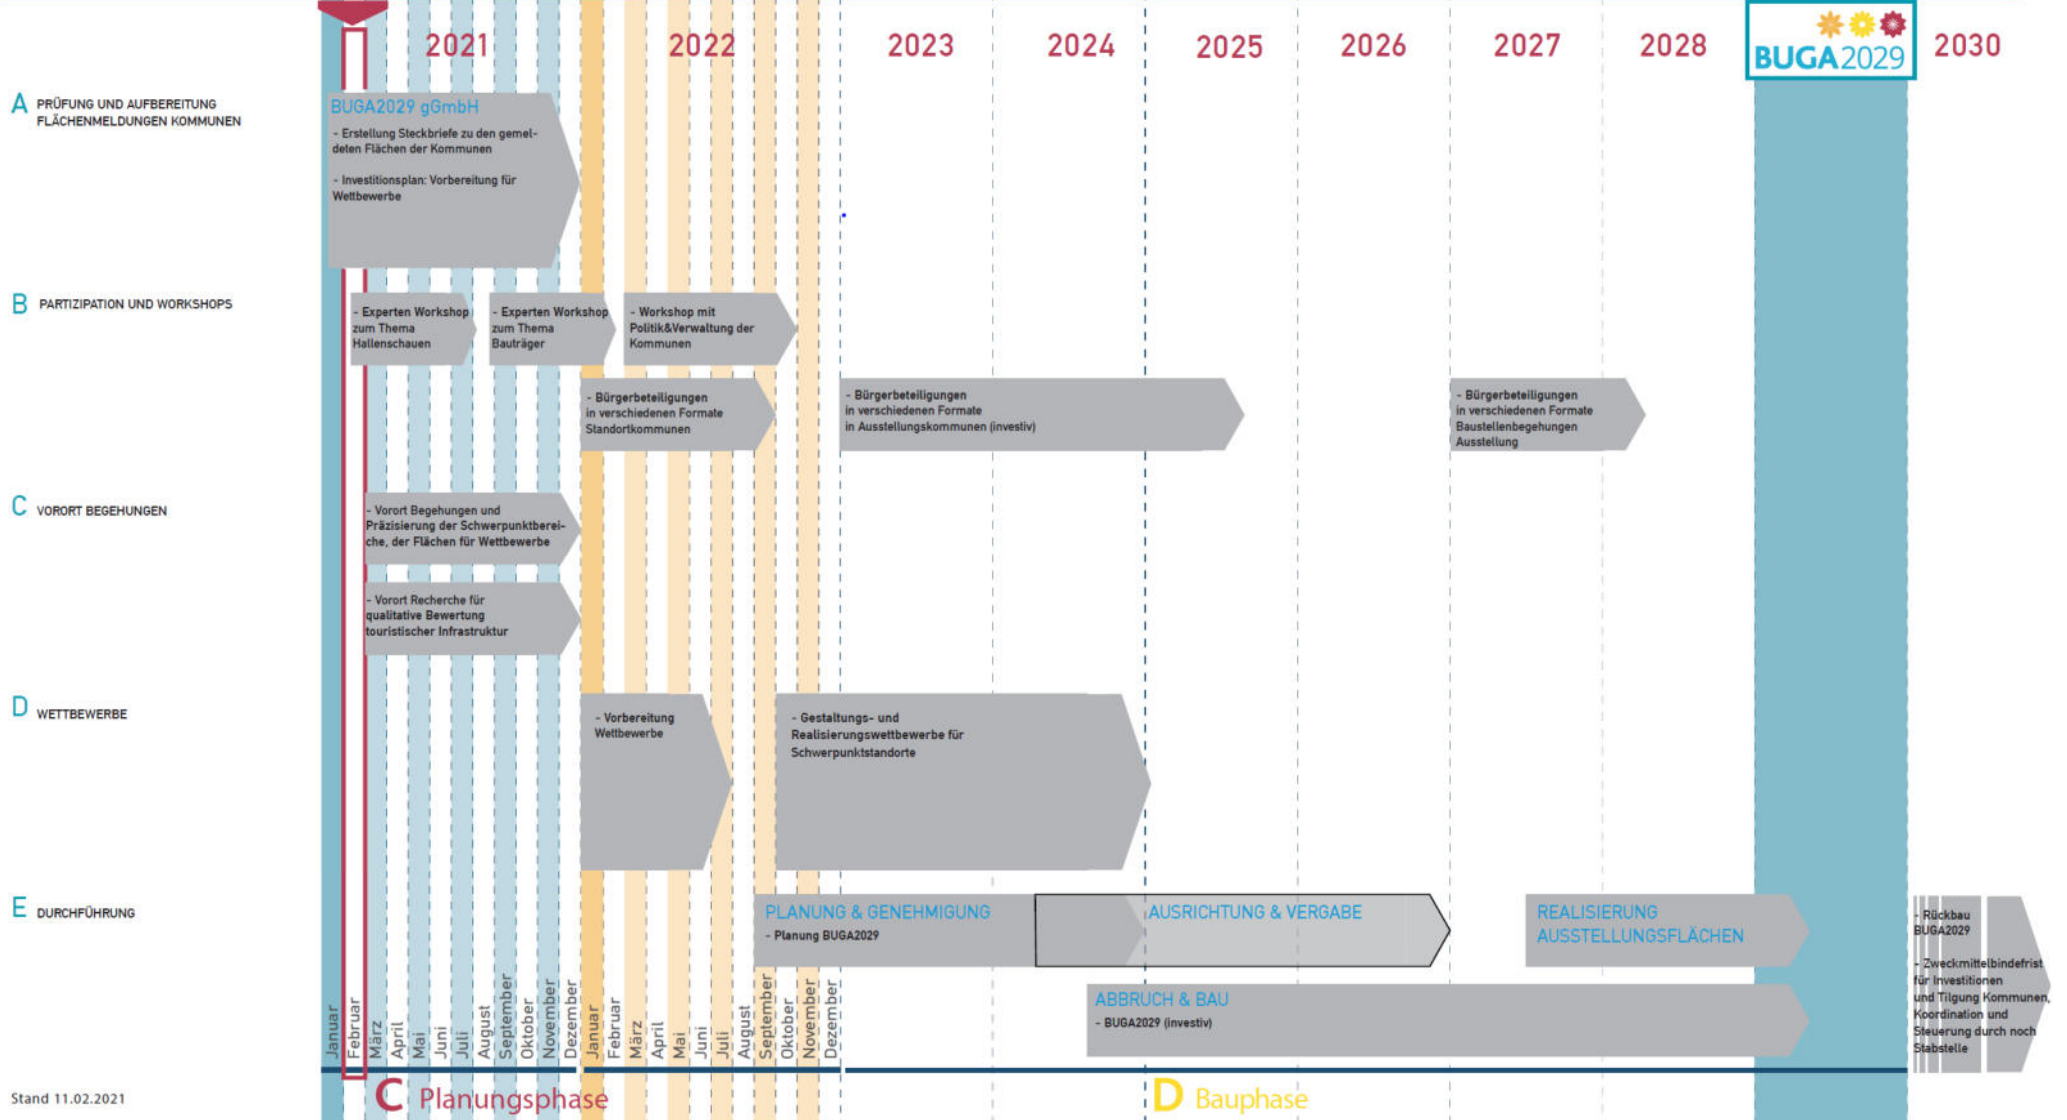 2021
2022
2023
2024
2025
2026
2027
2028
BUGA2029
2030
A PRÜFUNG UND AUFBEREITUNG
FLÄCHENMELDUNGEN KOMMUNEN
BUGA2029 gGmbH
- Erstellung Steckbriefe zu den gemel-
deten Flächen der Kommunen
- Investitionsplan: Vorbereitung für
Wettbewerbe
B PARTIZIPATION UND WORKSHOPS
- Experten Workshop
zum Thema
Hallenschauen
- Experten Workshop
zum Thema
Bauträger
- Workshop mit
Politik&Verwaltung der
Kommunen
- Bürgerbeteiligungen
in verschiedenen Formate
Standortkommunen
- Bürgerbeteiligungen
in verschiedenen Formate
in Ausstellungskommunen (investiv)
- Bürgerbeteiligungen
in verschiedenen Formate
Baustellenbegehungen
Ausstellung
C VORORT BEGEHUNGEN
- Vorort Begehungen und
Präzisierung der Schwerpunktberei-
che, der Flächen für Wettbewerbe
- Vorort Recherche für
qualitative Bewertung
touristischer Infrastruktur
D WETTBEWERBE
- Vorbereitung
Wettbewerbe
- Gestaltungs- und
Realisierungswettbewerbe für
Schwerpunktstandorte
E DURCHFÜHRUNG
PLANUNG & GENEHMIGUNG
- Planung BUGA2029
AUSRICHTUNG & VERGABE
REALISIERUNG
AUSSTELLUNGSFLÄCHEN
ABBRUCH & BAU
- BUGA2029 (investiv)
- Rückbau
BUGA2029
- Zweckmittelbindefrist
für Investitionen
und Tilgung Kommunen,
Koordination und
Steuerung durch noch
Stabstelle
Januar
Februar
März
April
Mai
Juni
Juli
August
September
Oktober
November
Dezember
Januar
Februar
März
April
Mai
Juni
Juli
August
September
Oktober
November
Dezember
C Planungsphase
D Bauphase
Stand 11.02.2021